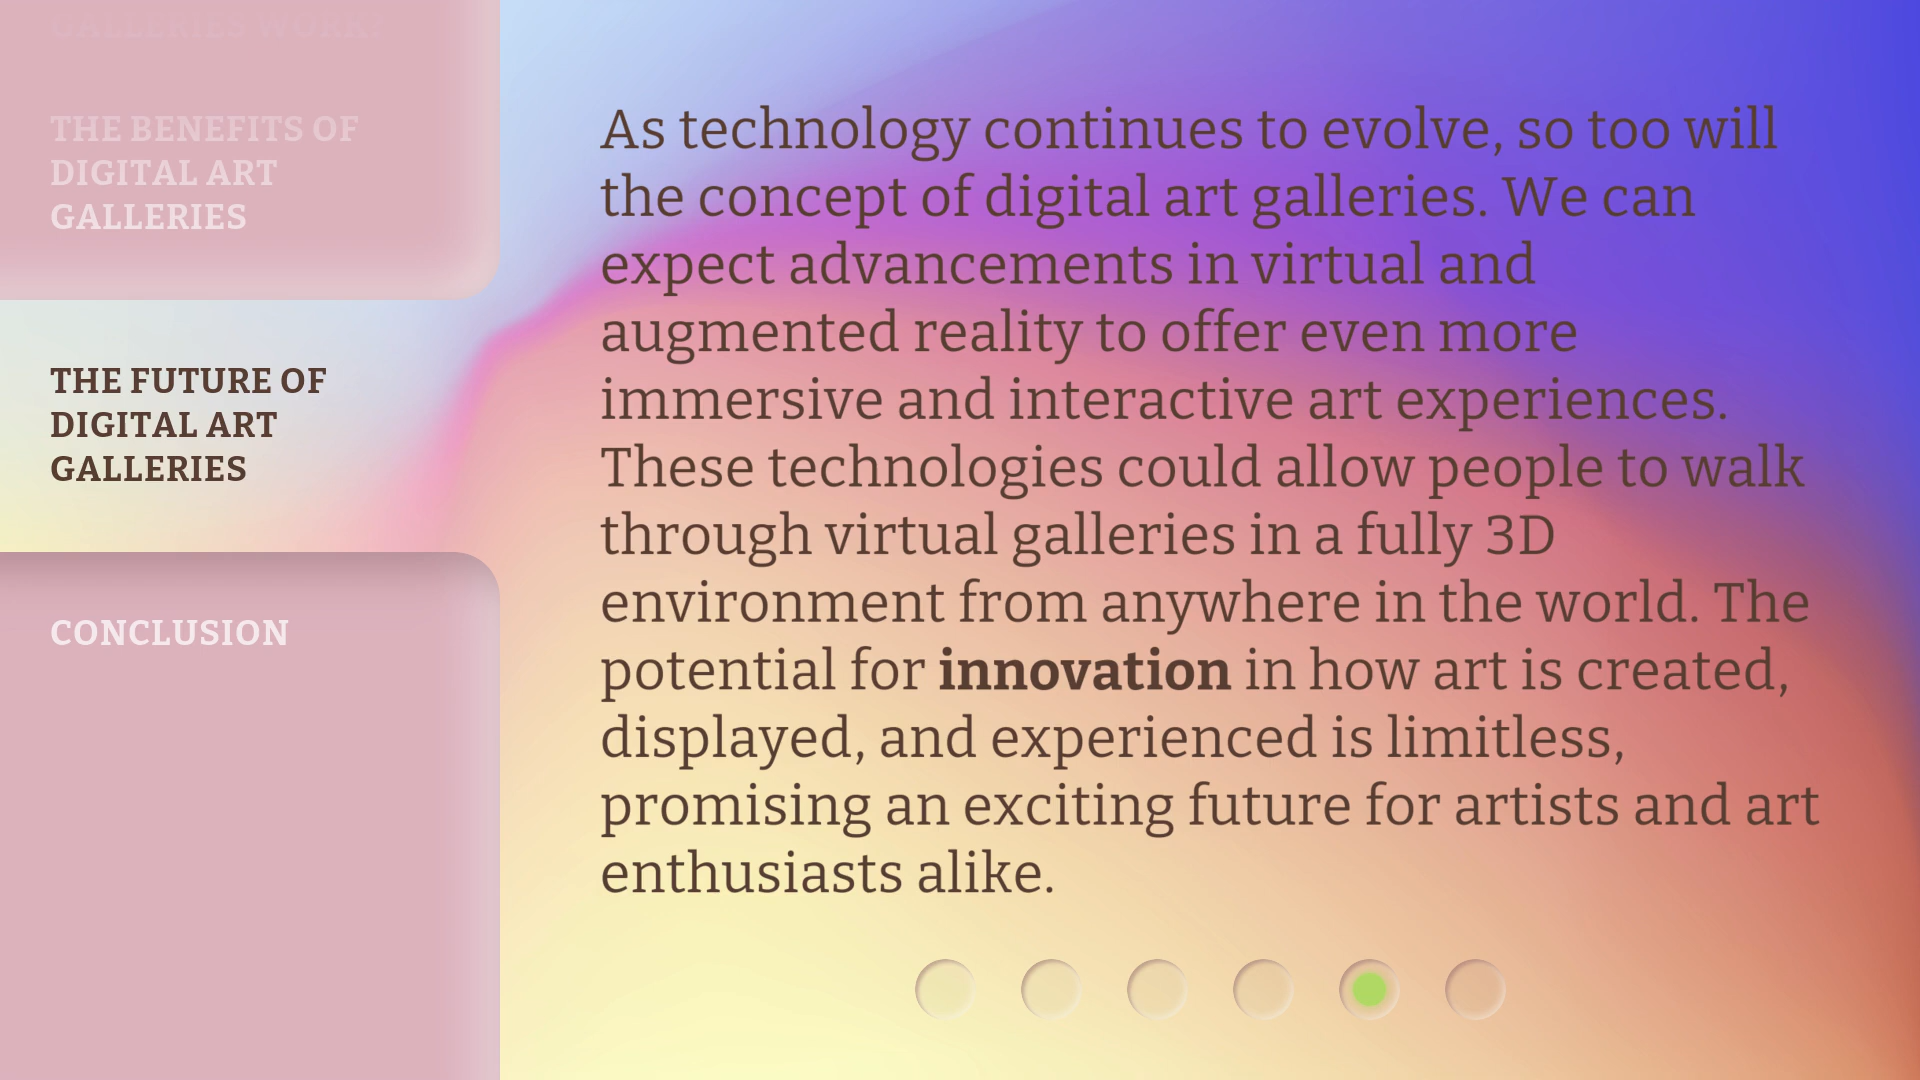 GALLERIES WORK?
THE BENEFITS OF
DIGITAL ART
GALLERIES
THE FUTURE OF
DIGITAL ART
GALLERIES
CONCLUSION
As technology continues to evolve, so too will
the concept of digital art galleries. We can
expect advancements in virtual and
augmented reality to offer even more
immersive and interactive art experiences.
These technologies could allow people to walk
through virtual galleries in a fully 3D
environment from anywhere in the world. The
potential for innovation in how art is created,
displayed, and experienced is limitless,
promising an exciting future for artists and art
enthusiasts alike.